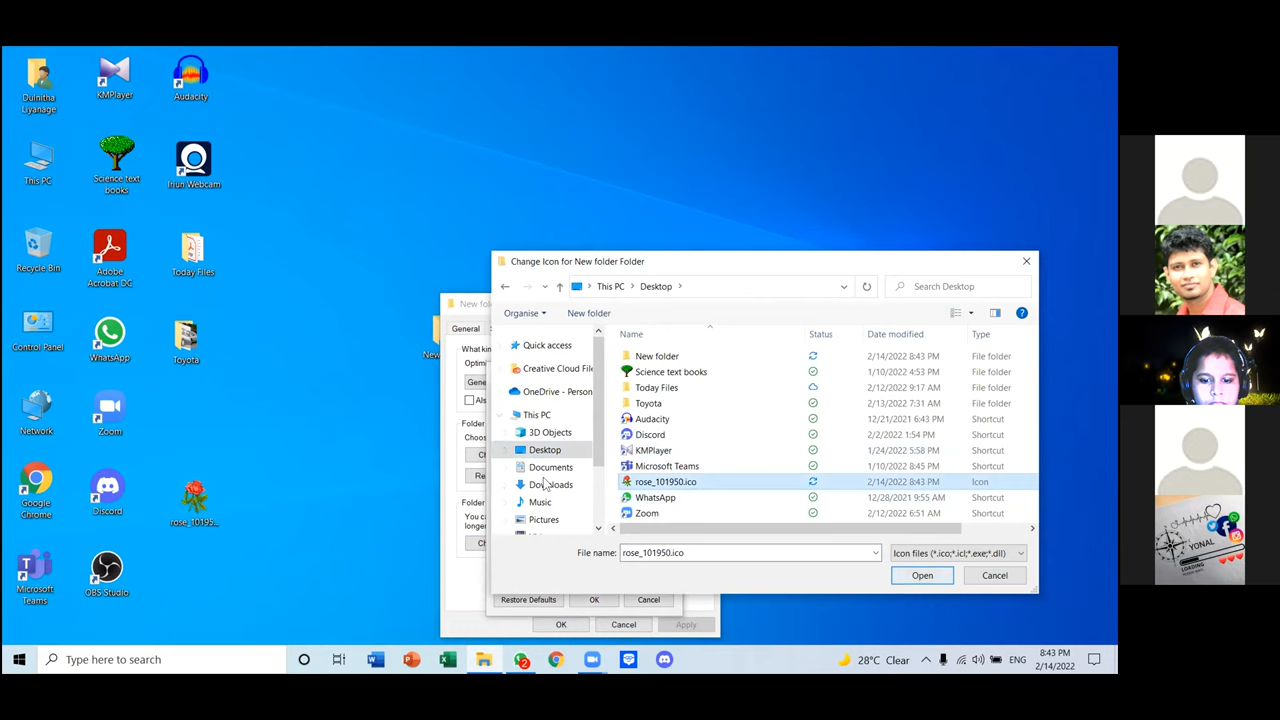 Dulnitha
Liyanage
KMPlayer
Audacity
This PC
Science text
books
Iriun Webcam
Recycle Bin
Adobe
Acrobat DC
Today Files
Control Panel
WhatsApp
Toyota
Network
Zoom
Google
Chrome
Discord
rose_10195...
Microsoft
Teams
OBS Studio
New fol
General
What kin
Optimi
Gene
Als
Folder
Choos
Ch
Re
Folder
You ca
longer
Ch
Restore Defaults
OK
Cancel
OK
Cancel
Apply
Change Icon for New folder Folder
This PC
Desktop
Search Desktop
Organise
New folder
Quick access
Creative Cloud File
OneDrive - Person
This PC
3D Objects
Desktop
Documents
Downloads
Music
Pictures
Name Status Date modified Type
New folder 2/14/2022 8:43 PM File folder
Science text books 1/10/2022 4:53 PM File folder
Today Files 2/12/2022 9:17 AM File folder
Toyota 2/13/2022 7:31 AM File folder
Audacity 12/21/2021 6:43 PM Shortcut
Discord 2/2/2022 1:54 PM Shortcut
KMPlayer 1/24/2022 5:58 PM Shortcut
Microsoft Teams 1/10/2022 8:45 PM Shortcut
rose_101950.ico 2/14/2022 8:43 PM Icon
WhatsApp 12/28/2021 9:55 AM Shortcut
Zoom 2/12/2022 6:51 AM Shortcut
File name: rose_101950.ico
Icon files (*.ico;*.icl;*.exe;*.dll)
Open
Cancel
YONAL
LOADING
Type here to search
2
28°C Clear
ENG
8:43 PM
2/14/2022